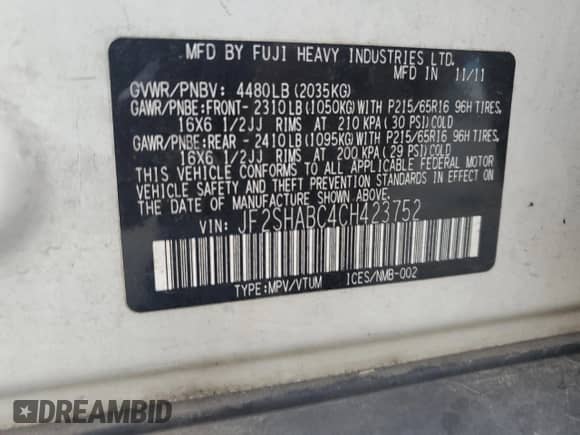 MFD BY FUJI HEAVY INDUSTRIES LTD.
MFD IN 11/11
GVWR/PNBV: 4480LB(2035KG)
GAWR/PNBE:FRONT- 2310LB(1050KG)WITH P215/65R16 96H TIRES,
16X6 1/2JJ RIMS AT 210 KPA(30 PSI)COLD
GAWR/PNBE:REAR - 2410LB(1095KG)WITH P215/65R16 96H TIRES,
16X6 1/2JJ RIMS AT 200 KPA(29 PSI)COLD
THIS VEHICLE CONFORMS TO ALL APPLICABLE FEDERAL MOTOR
VEHICLE SAFETY AND THEFT PREVENTION STANDARDS IN EFFECT ON
THE DATE OF MANUFACTURE SHOWN ABOVE.
VIN: JF2SHABC4CH423752
TYPE:MPV/VTUM ICES/NMB-002
DREAMBID